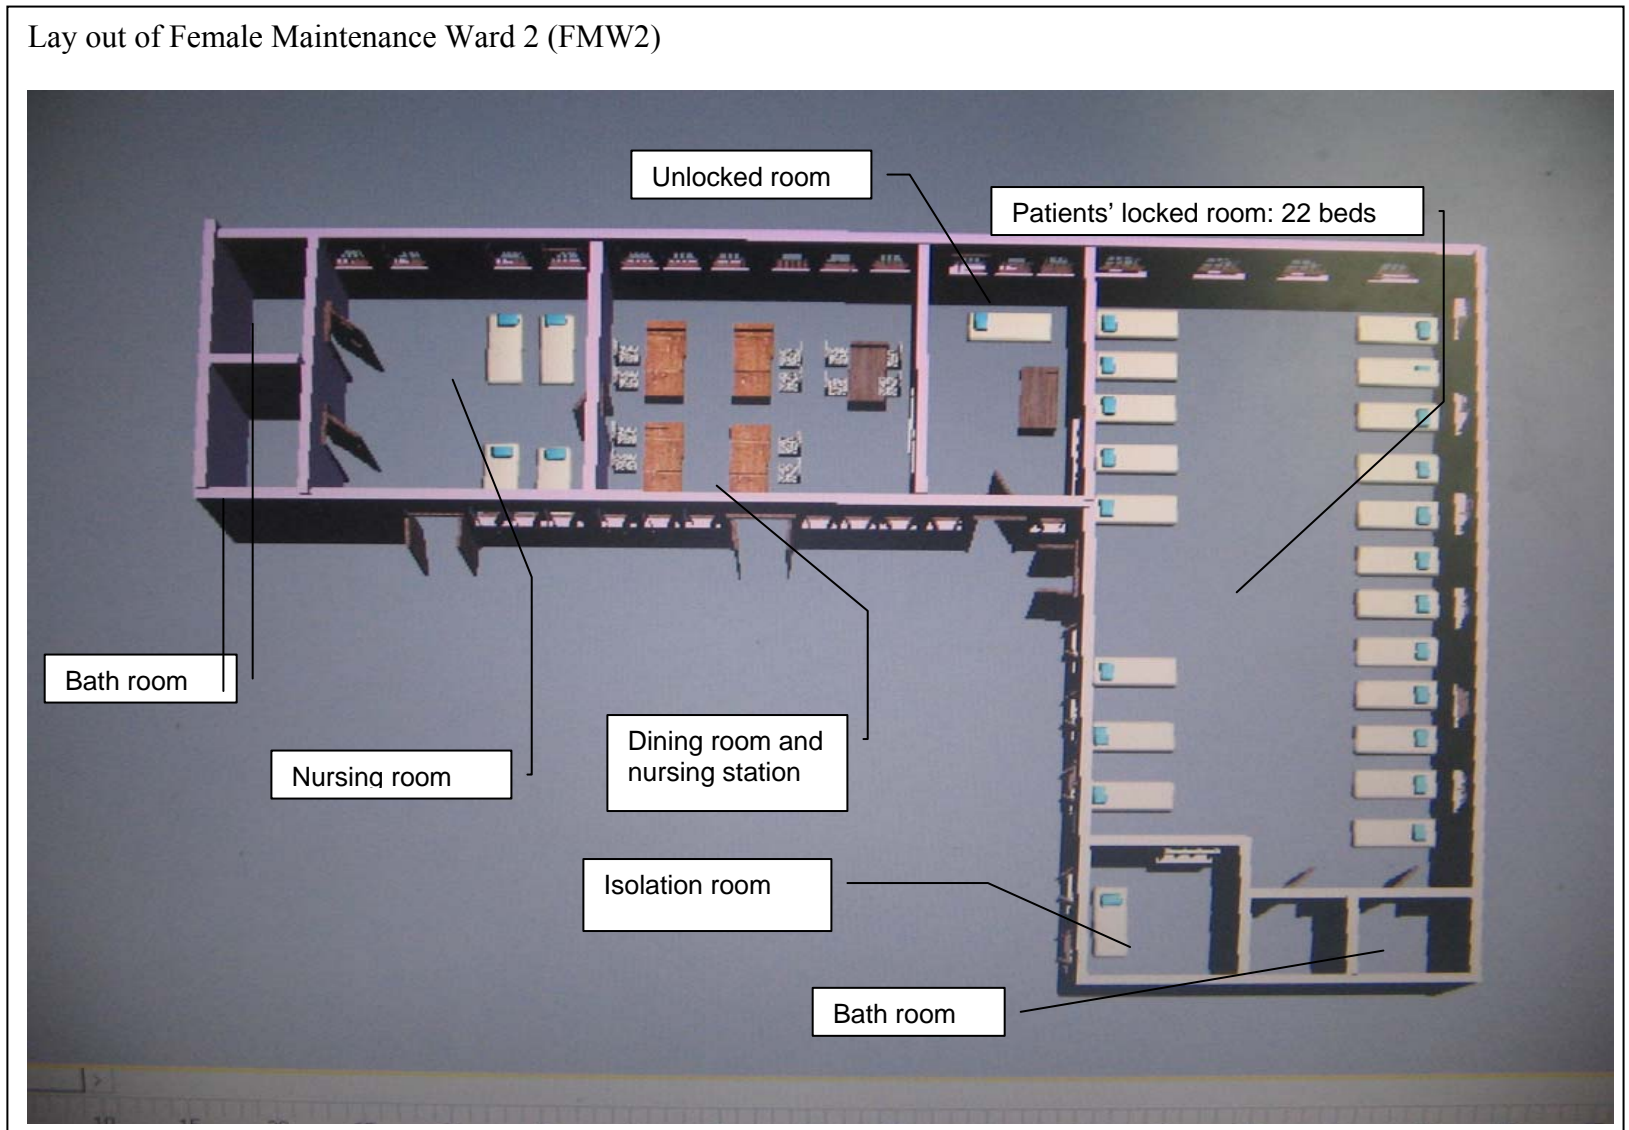 Lay out of Female Maintenance Ward 2 (FMW2)
Unlocked room
Patients’ locked room: 22 beds
Bath room
Nursing room
Dining room and
nursing station
Isolation room
Bath room
>
15